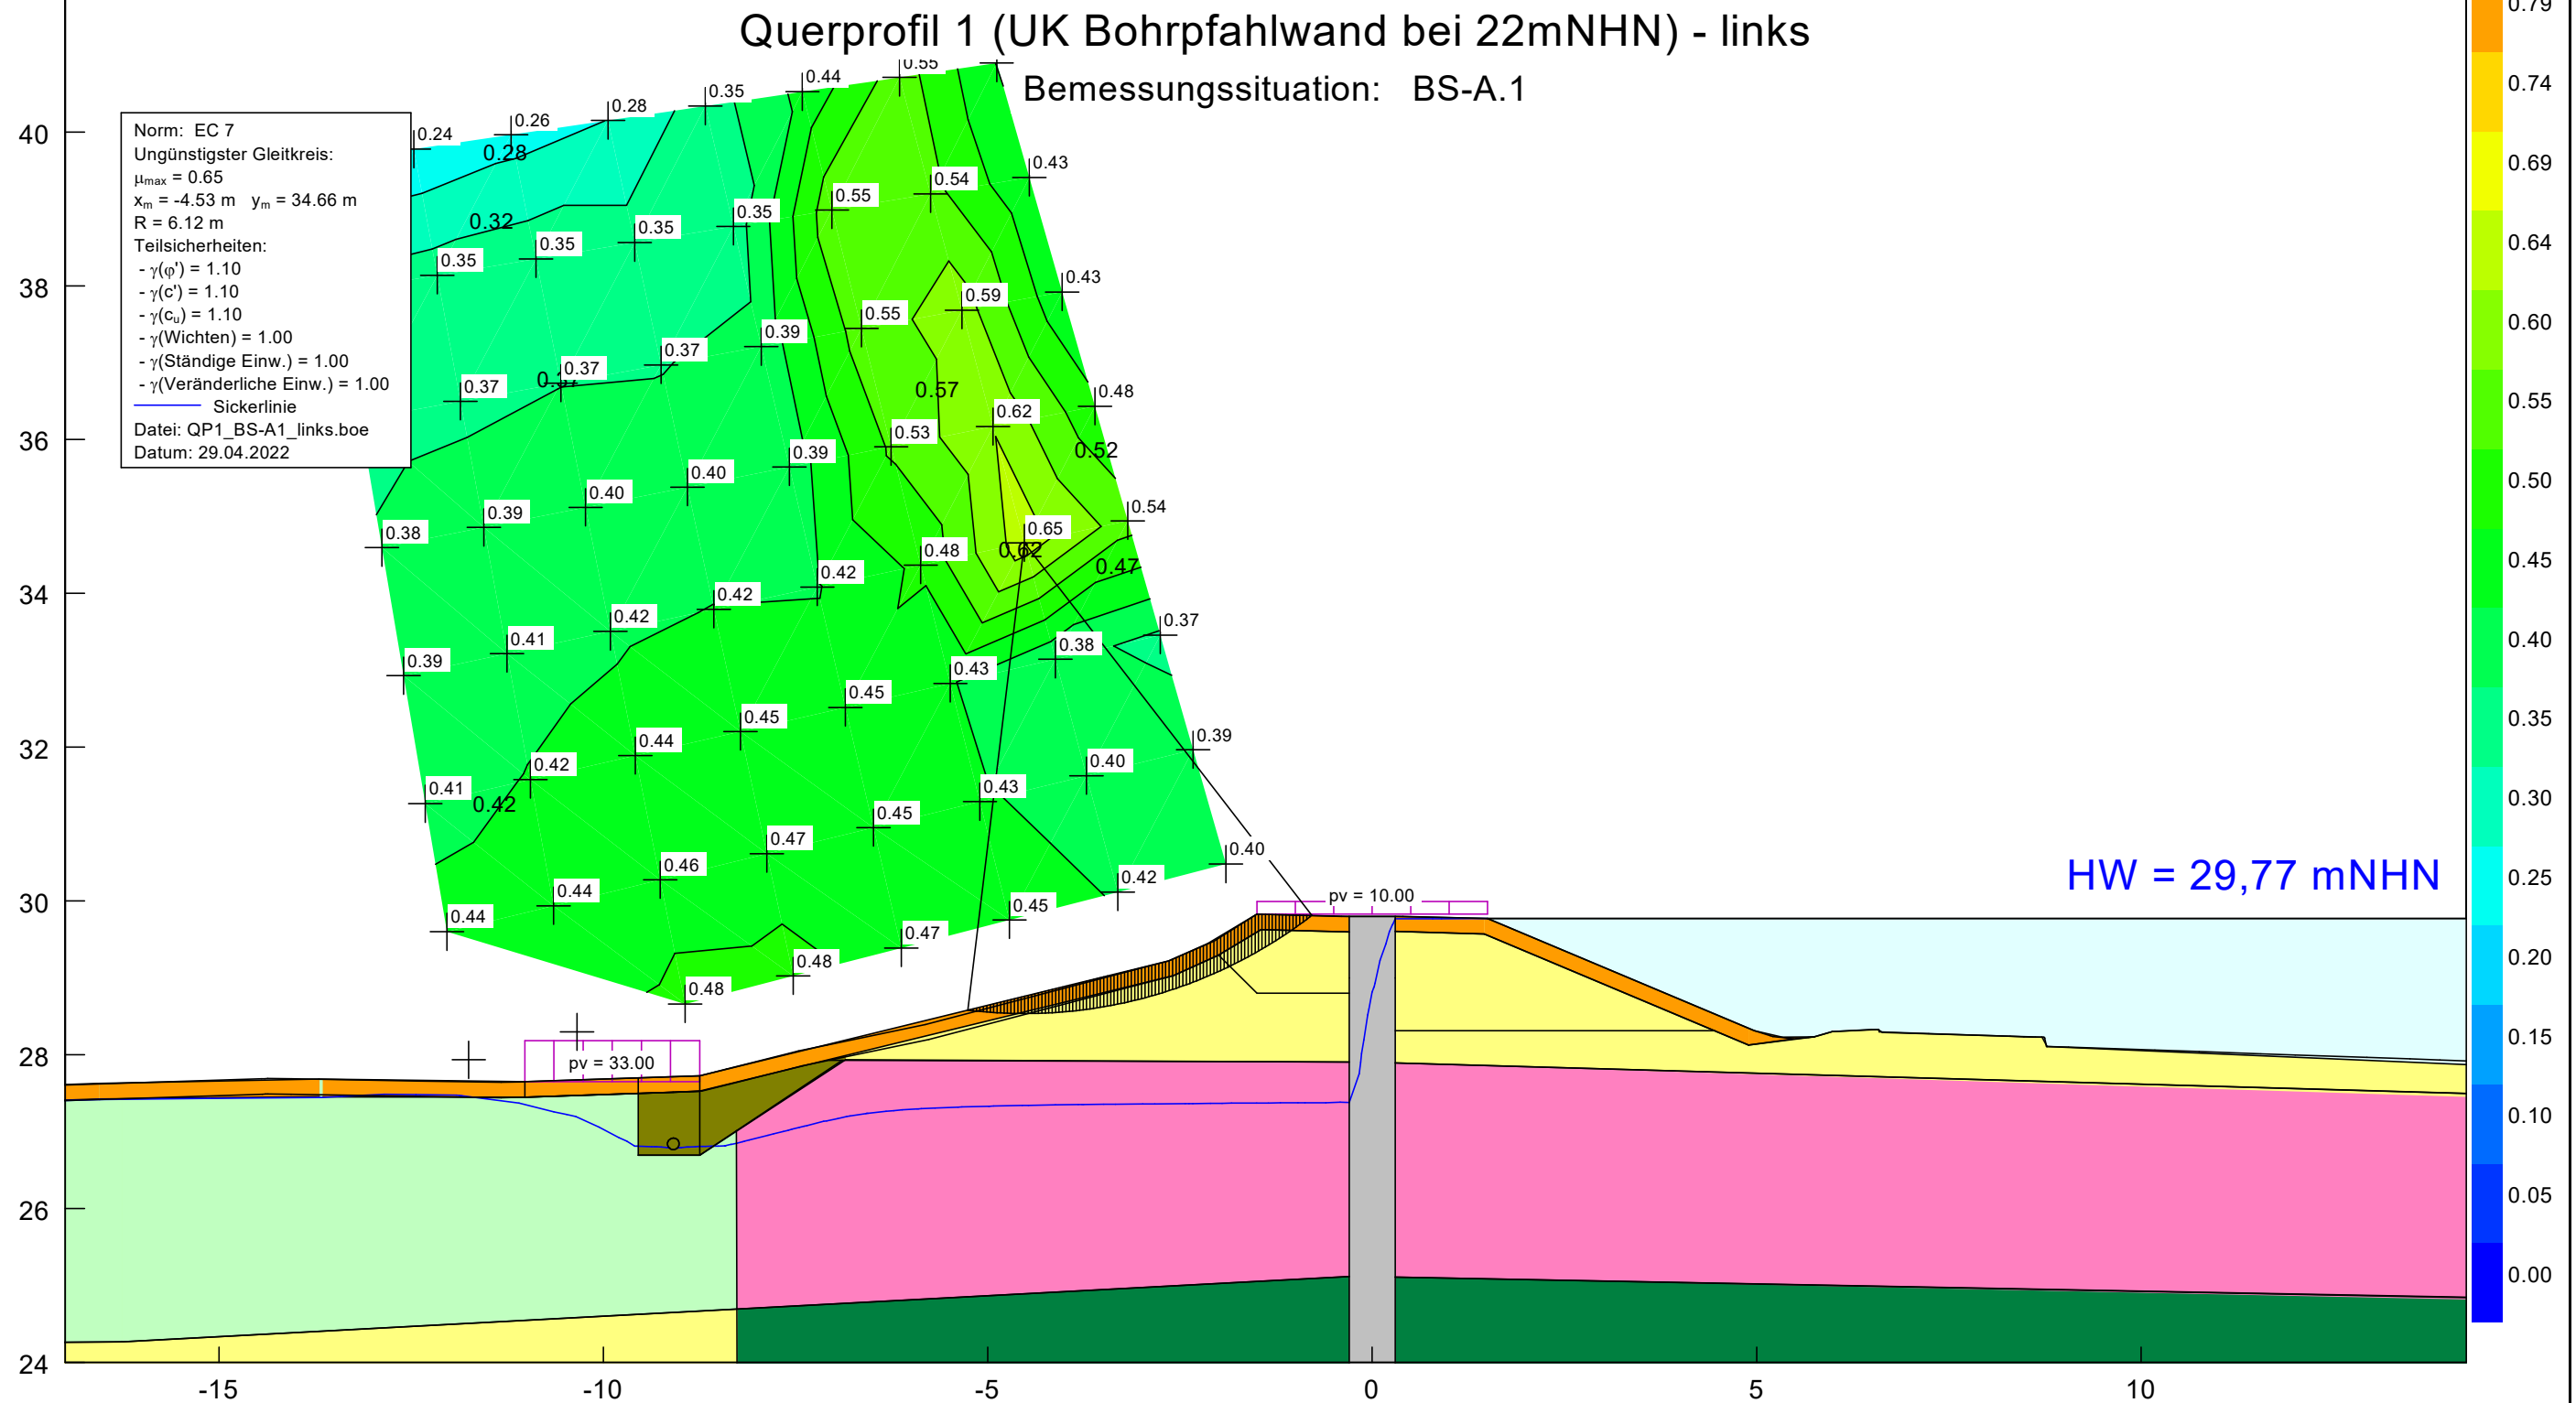 Querprofil 1 (UK Bohrpfahlwand bei 22mNHN) - links
Bemessungssituation: BS-A.1
Norm: EC 7
Ungünstigster Gleitkreis:
μmax = 0.65
xm = -4.53 m ym = 34.66 m
R = 6.12 m
Teilsicherheiten:
- γ(φ') = 1.10
- γ(c') = 1.10
- γ(cu) = 1.10
- γ(Wichten) = 1.00
- γ(Ständige Einw.) = 1.00
- γ(Veränderliche Einw.) = 1.00
Sickerlinie
Datei: QP1_BS-A1_links.boe
Datum: 29.04.2022
0.24 0.26 0.28 0.35 0.44 0.55
0.28
0.32
0.35 0.35 0.35 0.35 0.55 0.54 0.43
0.37 0.37 0.37 0.39 0.55 0.59 0.43
0.57
0.38 0.39 0.40 0.40 0.39 0.53 0.62 0.48
0.52
0.39 0.41 0.42 0.42 0.42 0.48 0.65 0.54
0.62
0.47
0.41 0.42 0.44 0.45 0.45 0.43 0.38 0.37
0.42
0.44 0.44 0.46 0.47 0.45 0.43 0.40 0.39
0.48 0.48 0.47 0.45 0.42 0.40
HW = 29,77 mNHN
pv = 10.00
pv = 33.00
40
38
36
34
32
30
28
26
24
-15 -10 -5 0 5 10
0.79
0.74
0.69
0.64
0.60
0.55
0.50
0.45
0.40
0.35
0.30
0.25
0.20
0.15
0.10
0.05
0.00